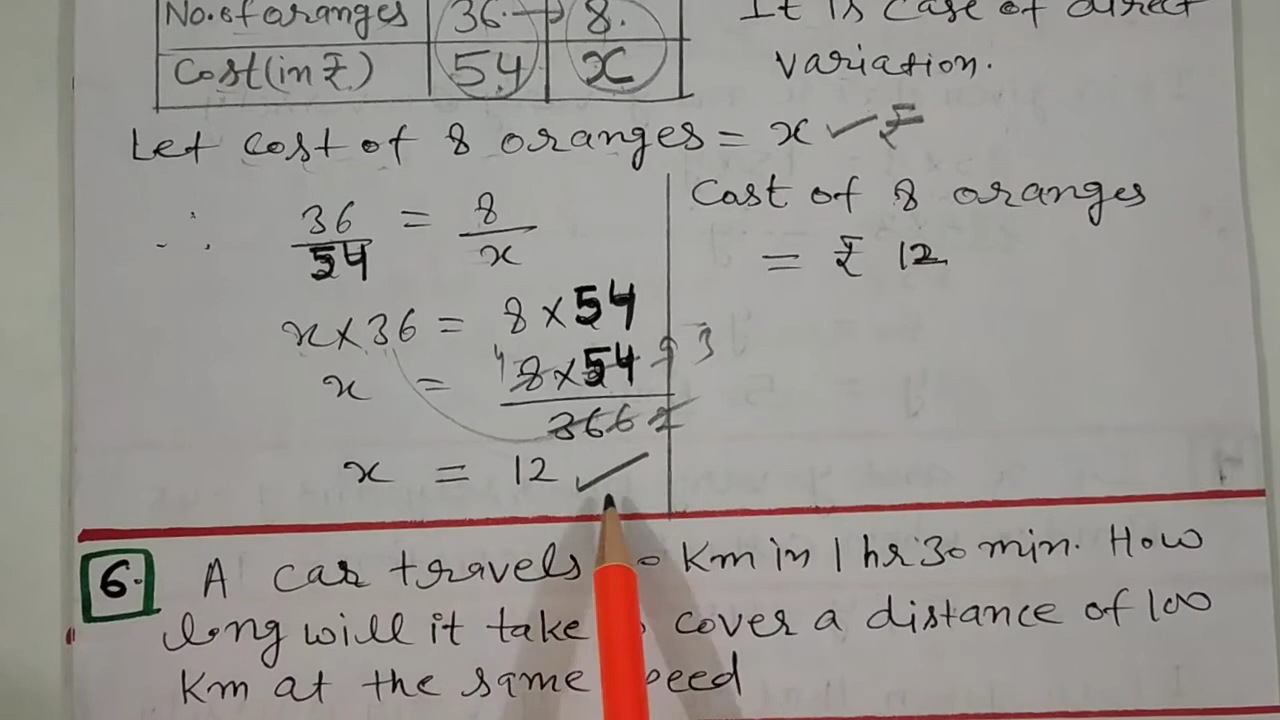 No. of oranges 36 → 8.
Cost (in ₹) 54 x
It is case of direct
variation.
Let cost of 8 oranges = x ✓ ₹
∴ 36/54 = 8/x
x × 36 = 8 × 54
x = 8 × 54 / 36
x = 12 ✓
Cost of 8 oranges
= ₹ 12
6. A car travels Km in 1 hr 30 min. How
long will it take cover a distance of 100
Km at the same